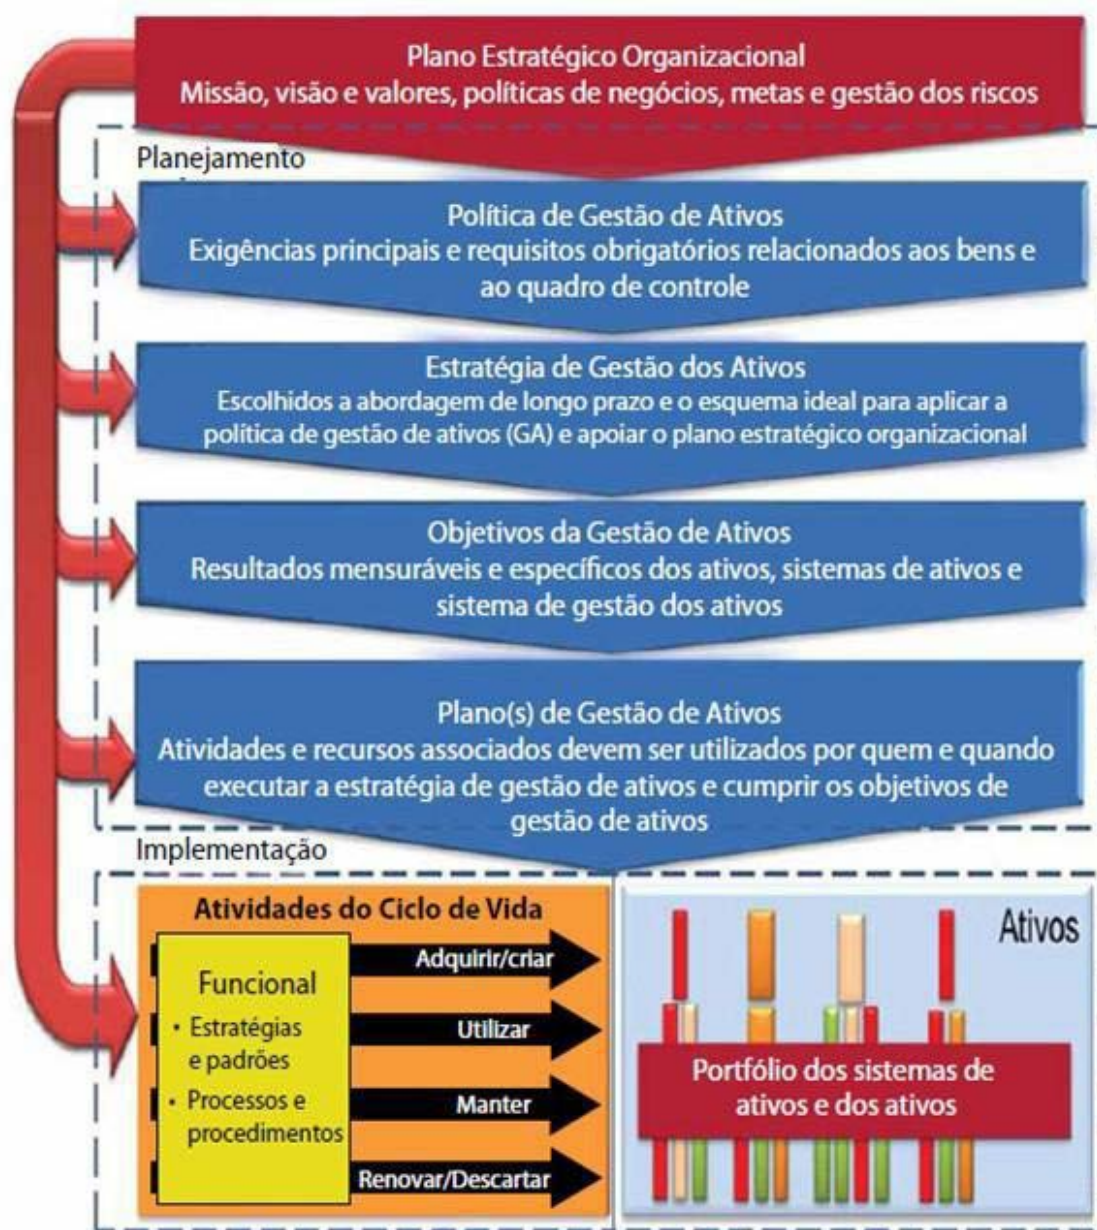 Plano Estratégico Organizacional
Missão, visão e valores, políticas de negócios, metas e gestão dos riscos
Planejamento
Política de Gestão de Ativos
Exigências principais e requisitos obrigatórios relacionados aos bens e
ao quadro de controle
Estratégia de Gestão dos Ativos
Escolhidos a abordagem de longo prazo e o esquema ideal para aplicar a
política de gestão de ativos (GA) e apoiar o plano estratégico organizacional
Objetivos da Gestão de Ativos
Resultados mensuráveis e específicos dos ativos, sistemas de ativos e
sistema de gestão dos ativos
Plano(s) de Gestão de Ativos
Atividades e recursos associados devem ser utilizados por quem e quando
executar a estratégia de gestão de ativos e cumprir os objetivos de
gestão de ativos
Implementação
Atividades do Ciclo de Vida
Funcional
• Estratégias
e padrões
• Processos e
procedimentos
Adquirir/criar
Utilizar
Manter
Renovar/Descartar
Ativos
Portfólio dos sistemas de
ativos e dos ativos